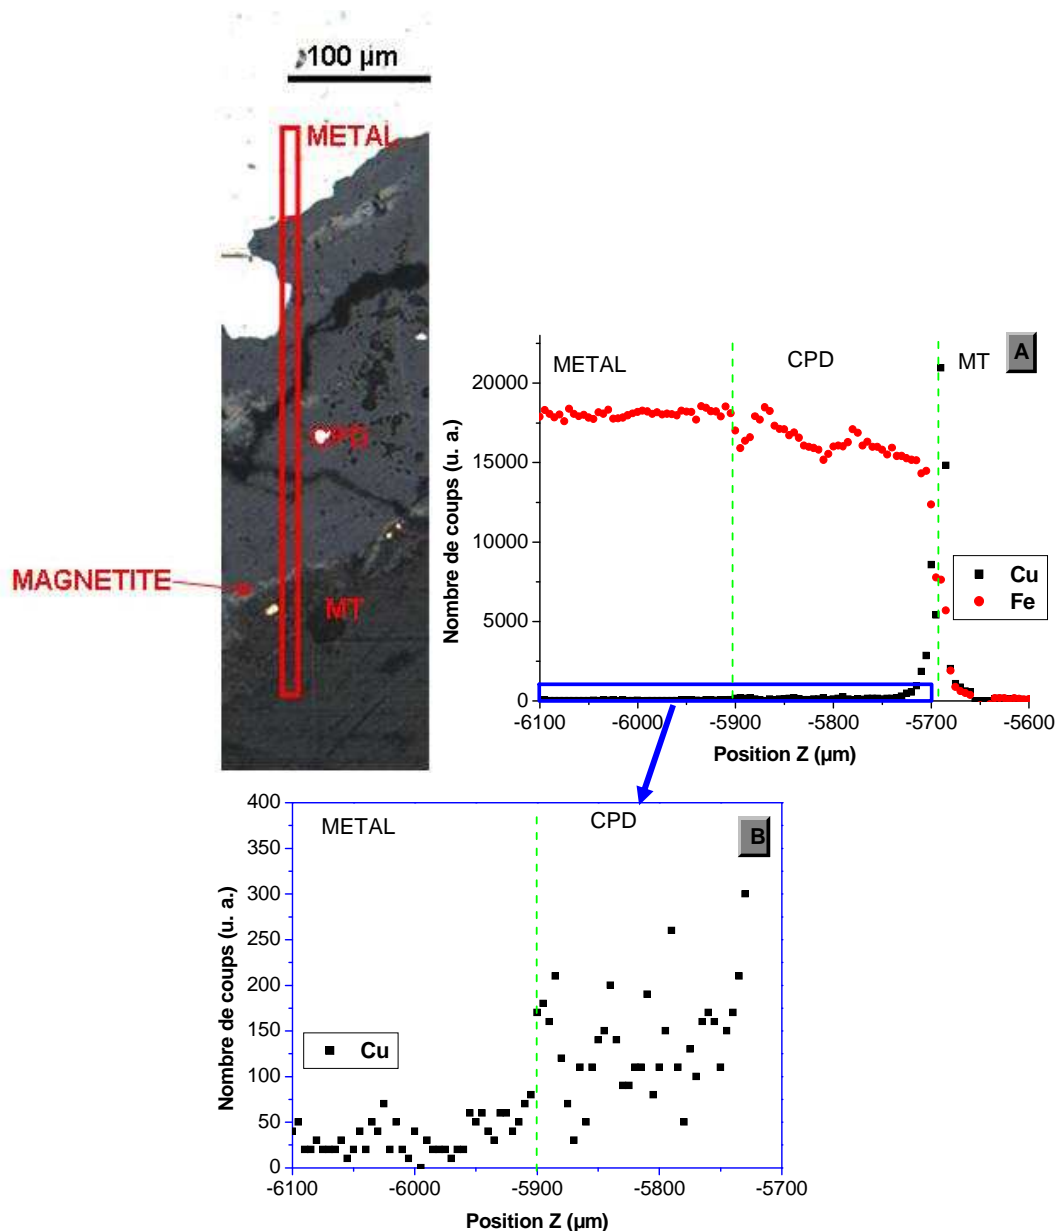 100 µm
METAL
CPD
MAGNETITE
MT
METAL
CPD
MT
A
20000
15000
10000
5000
0
Nombre de coups (u. a.)
Cu
Fe
-6100
-6000
-5900
-5800
-5700
-5600
Position Z (µm)
400
350
300
250
200
150
100
50
0
METAL
CPD
B
Nombre de coups (u. a.)
Cu
-6100
-6000
-5900
-5800
-5700
Position Z (µm)